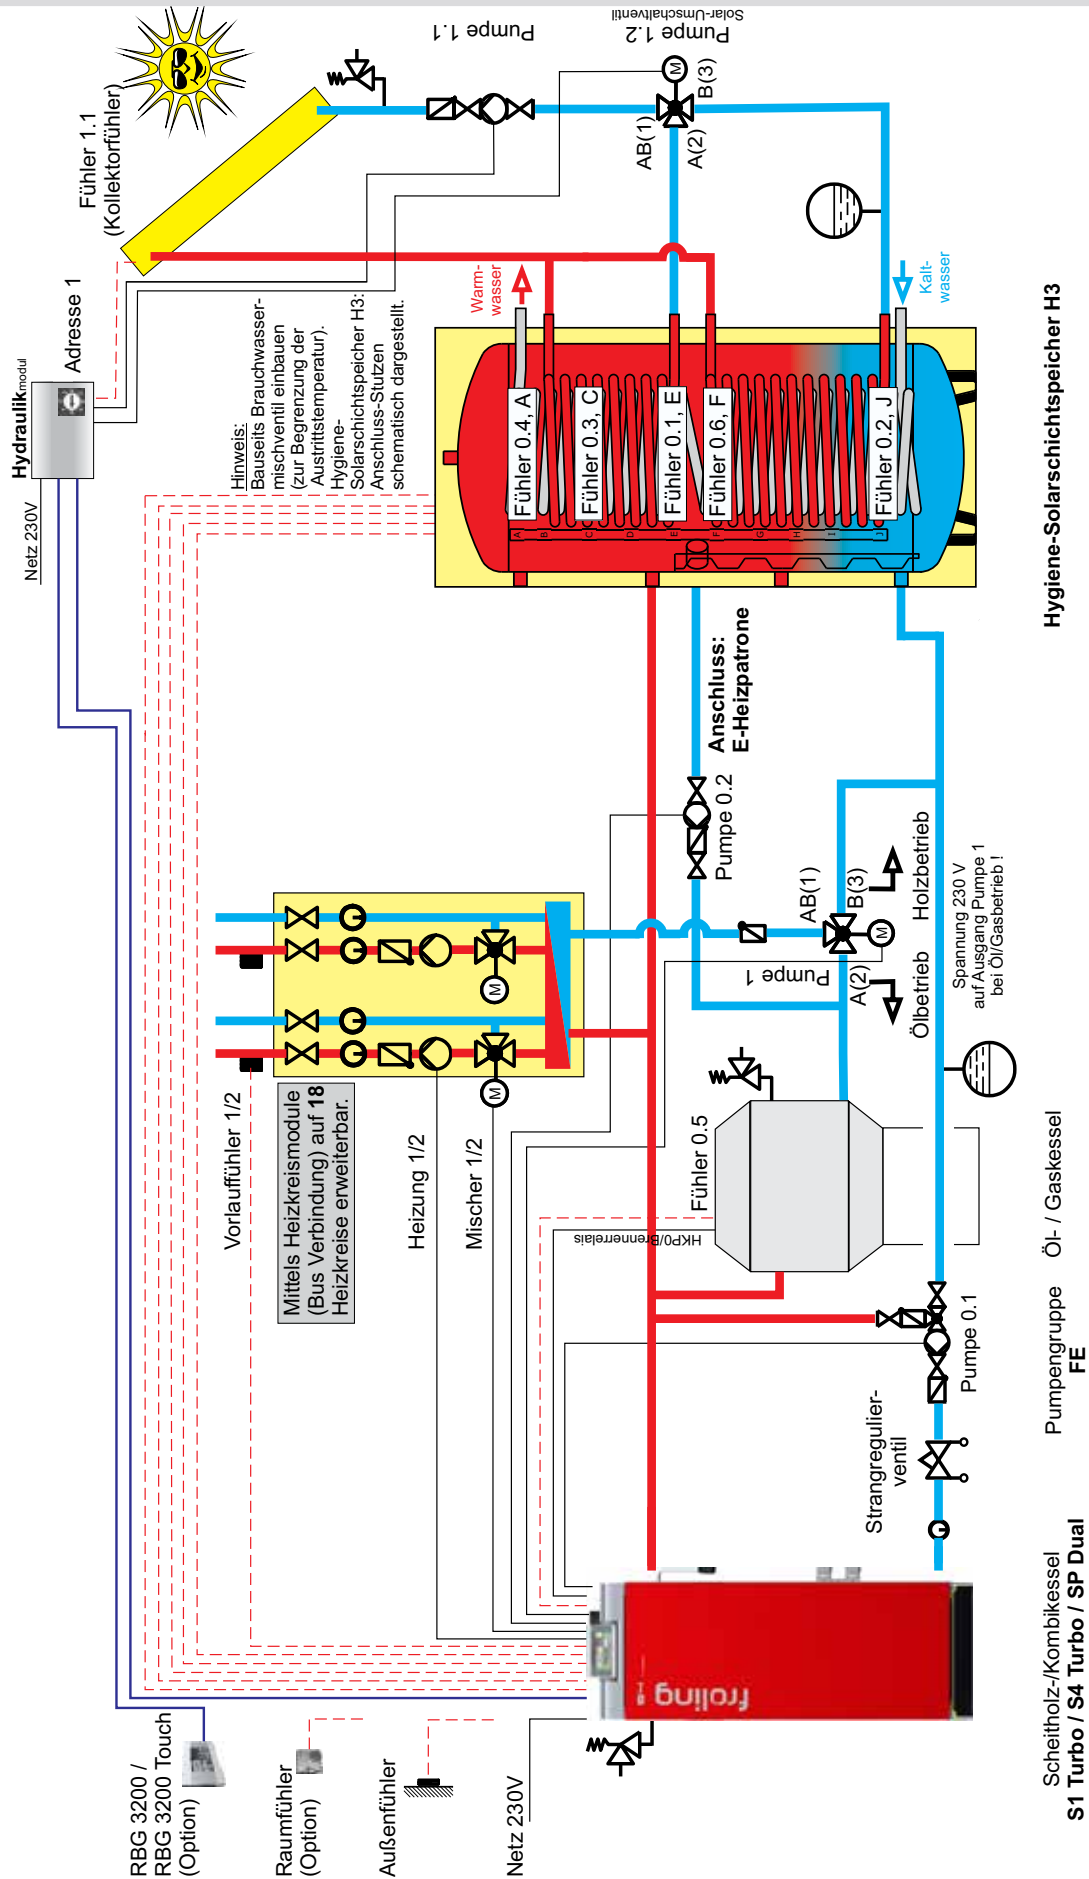 RBG 3200 /
RBG 3200 Touch
(Option)
Raumfühler
(Option)
Außenfühler
Netz 230V
Netz 230V
Hydraulikmodul
Adresse 1
Fühler 1.1
(Kollektorfühler)
Pumpe 1.1
Pumpe 1.2
Solar-Umschaltventil
M
AB(1)
A(2)
B(3)
Hinweis:
Bauseits Brauchwasser-
mischventil einbauen
(zur Begrenzung der
Austrittstemperatur).
Hygiene-
Solarschichtspeicher H3:
Anschluss-Stutzen
schematisch dargestellt.
Warm-
wasser
Kalt-
wasser
Fühler 0.4, A
Fühler 0.3, C
Fühler 0.1, E
Fühler 0.6, F
Fühler 0.2, J
A
B
C
D
E
F
G
H
I
J
Vorlauffühler 1/2
Mittels Heizkreismodule
(Bus Verbindung) auf 18
Heizkreise erweiterbar.
Heizung 1/2
Mischer 1/2
M
M
Anschluss:
E-Heizpatrone
Pumpe 0.2
Pumpe 1
AB(1)
B(3)
A(2)
M
Ölbetrieb
Holzbetrieb
Spannung 230 V
auf Ausgang Pumpe 1
bei Öl/Gasbetrieb !
Fühler 0.5
HKP0/Brennerrelais
Strangregulier-
ventil
Pumpe 0.1
froling
Scheitholz-/Kombikessel
S1 Turbo / S4 Turbo / SP Dual
Pumpengruppe
FE
Öl- / Gaskessel
Hygiene-Solarschichtspeicher H3